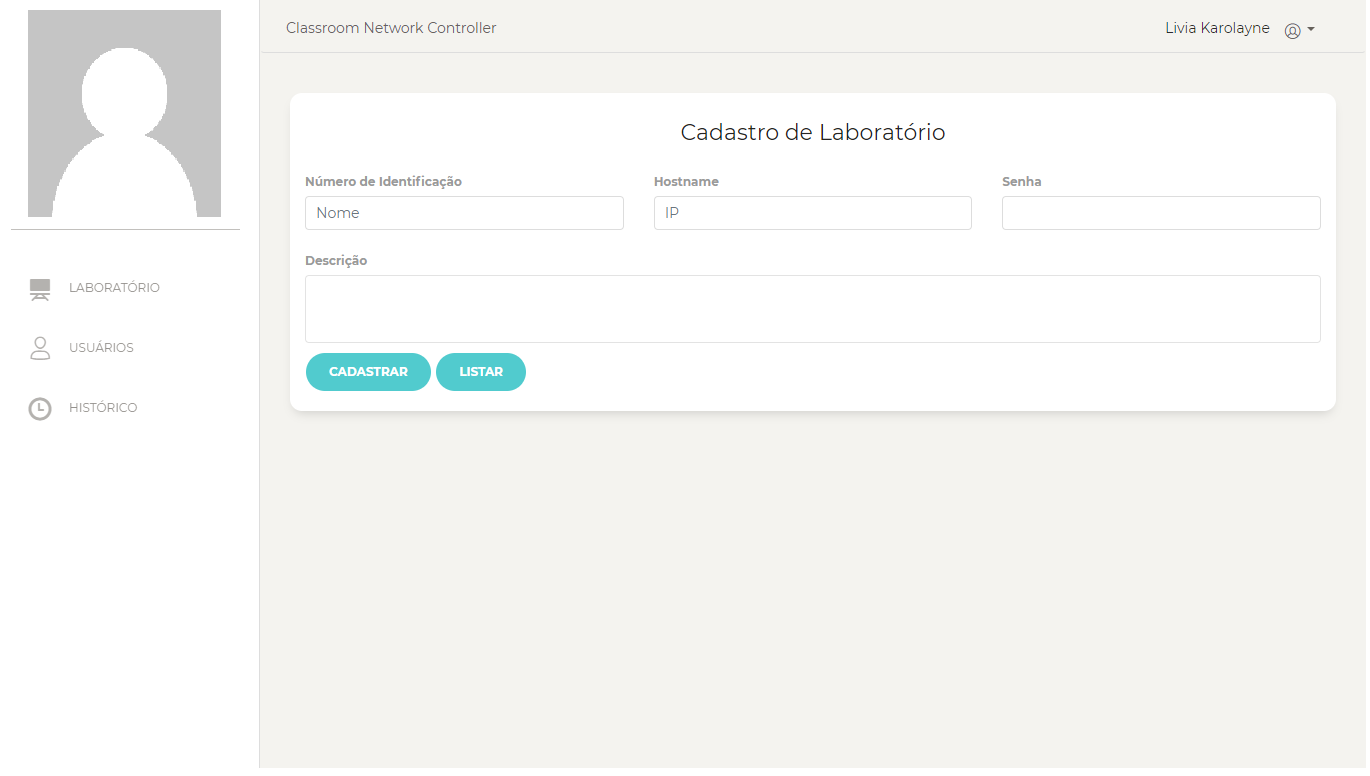 Classroom Network Controller
Livia Karolayne
LABORATÓRIO
USUÁRIOS
HISTÓRICO
Cadastro de Laboratório
Número de Identificação
Hostname
Senha
Nome
IP
Descrição
CADASTRAR
LISTAR